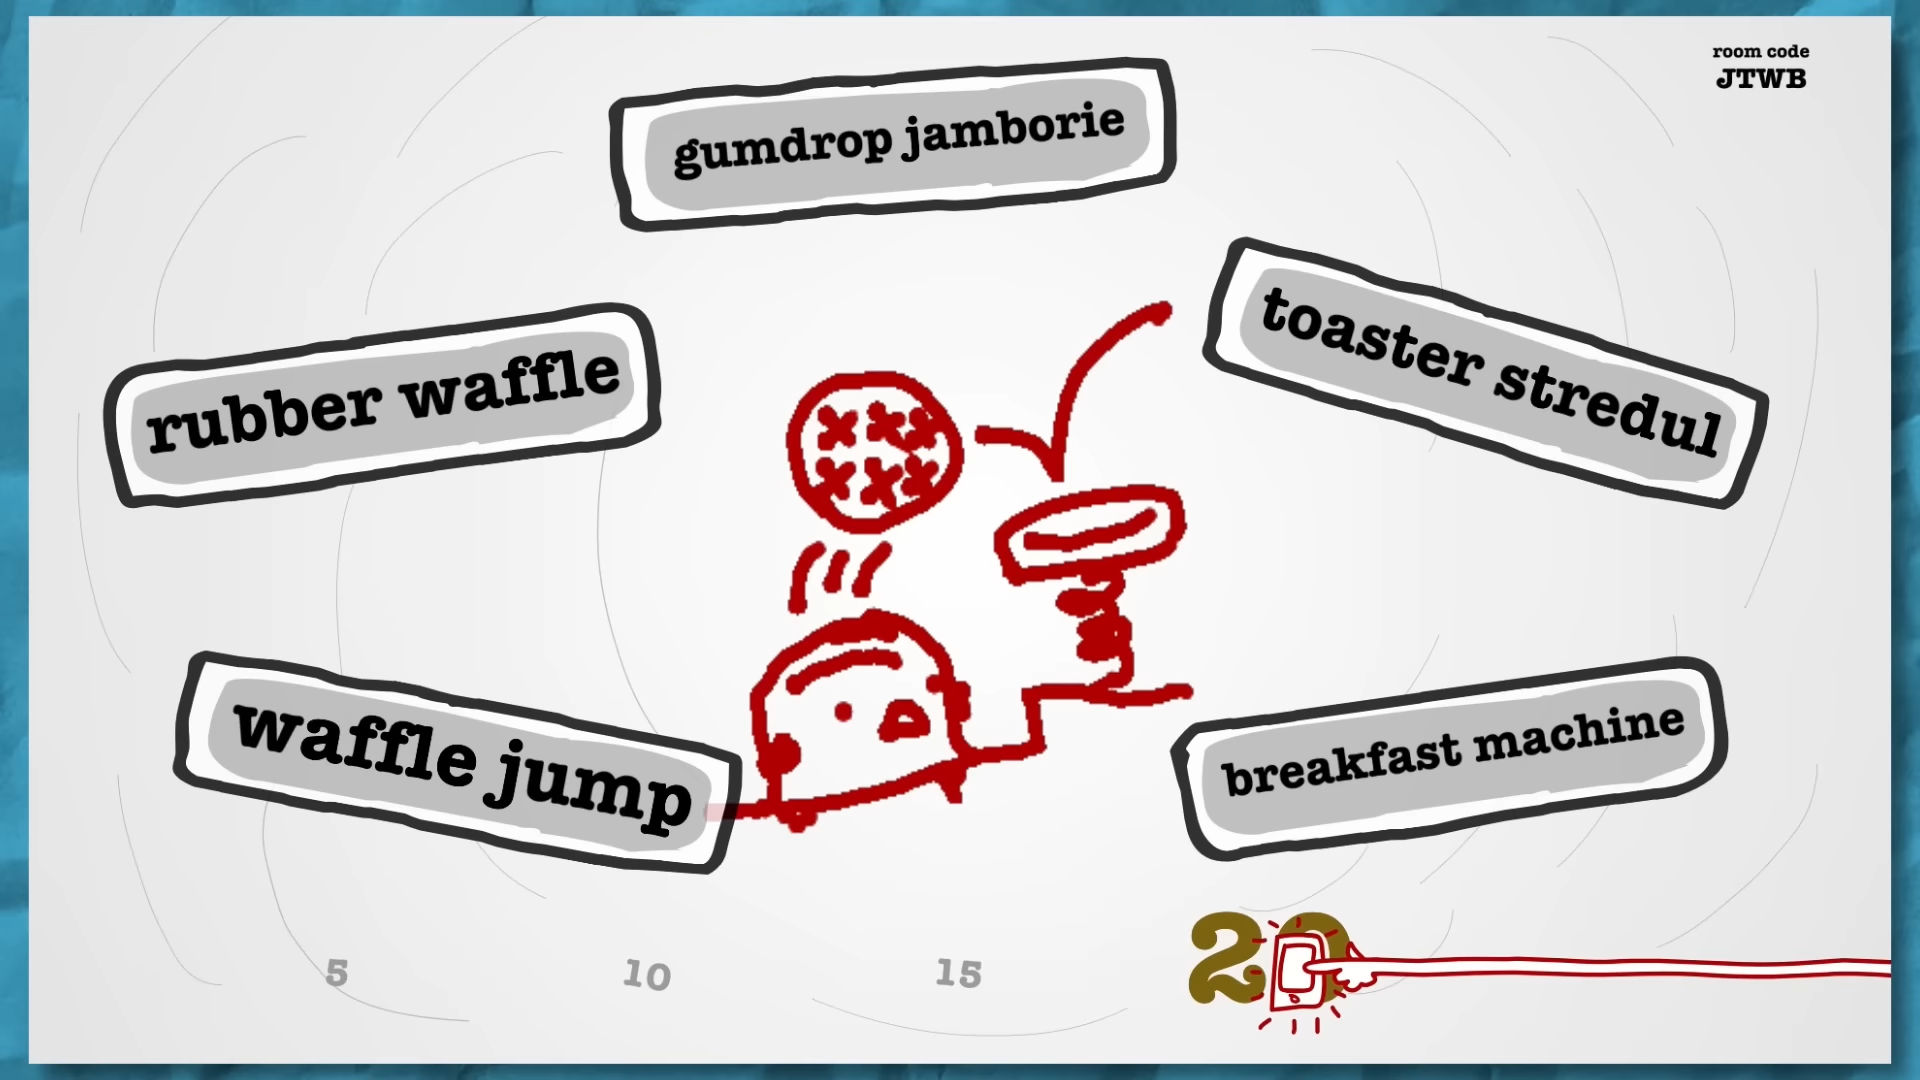 room code
JTWB
gumdrop jamborie
toaster stredul
rubber waffle
waffle jump
breakfast machine
5
10
15
20